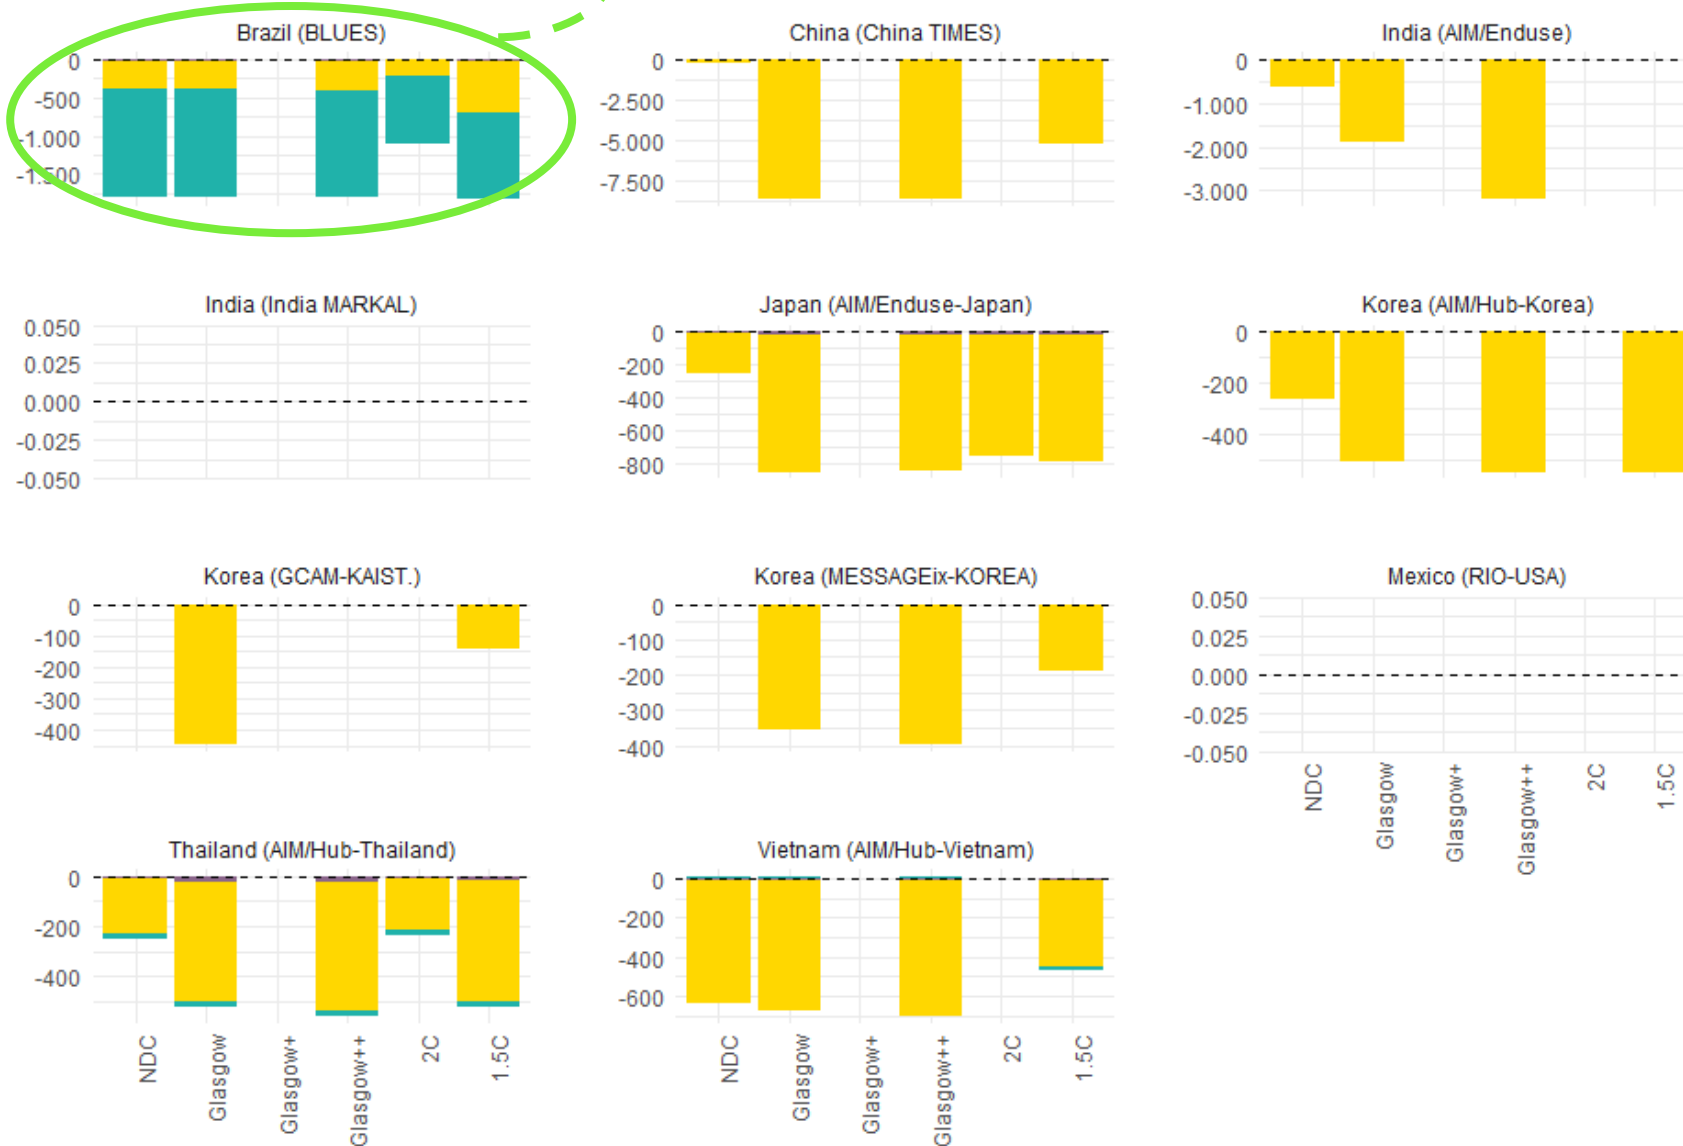 Brazil (BLUES)
0
-500
-1.000
-1.500
China (China TIMES)
0
-2.500
-5.000
-7.500
India (AIM/Enduse)
0
-1.000
-2.000
-3.000
India (India MARKAL)
0.050
0.025
0.000
-0.025
-0.050
Japan (AIM/Enduse-Japan)
0
-200
-400
-600
-800
Korea (AIM/Hub-Korea)
0
-200
-400
Korea (GCAM-KAIST.)
0
-100
-200
-300
-400
Korea (MESSAGEix-KOREA)
0
-100
-200
-300
-400
Mexico (RIO-USA)
0.050
0.025
0.000
-0.025
-0.050
NDC
Glasgow
Glasgow+
Glasgow++
2C
1.5C
Thailand (AIM/Hub-Thailand)
0
-200
-400
NDC
Glasgow
Glasgow+
Glasgow++
2C
1.5C
Vietnam (AIM/Hub-Vietnam)
0
-200
-400
-600
NDC
Glasgow
Glasgow+
Glasgow++
2C
1.5C